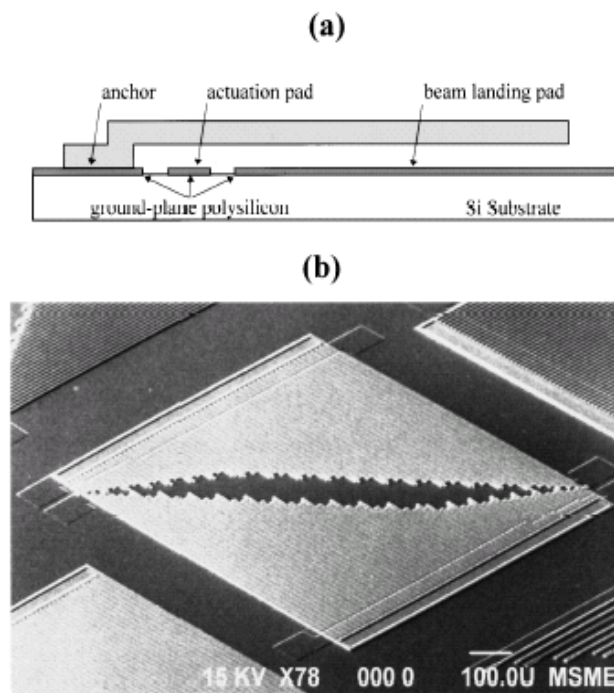 (a)
anchor
actuation pad
beam landing pad
ground-plane polysilicon
Si Substrate
(b)
15 KV X78 000 0 100.0U MSME